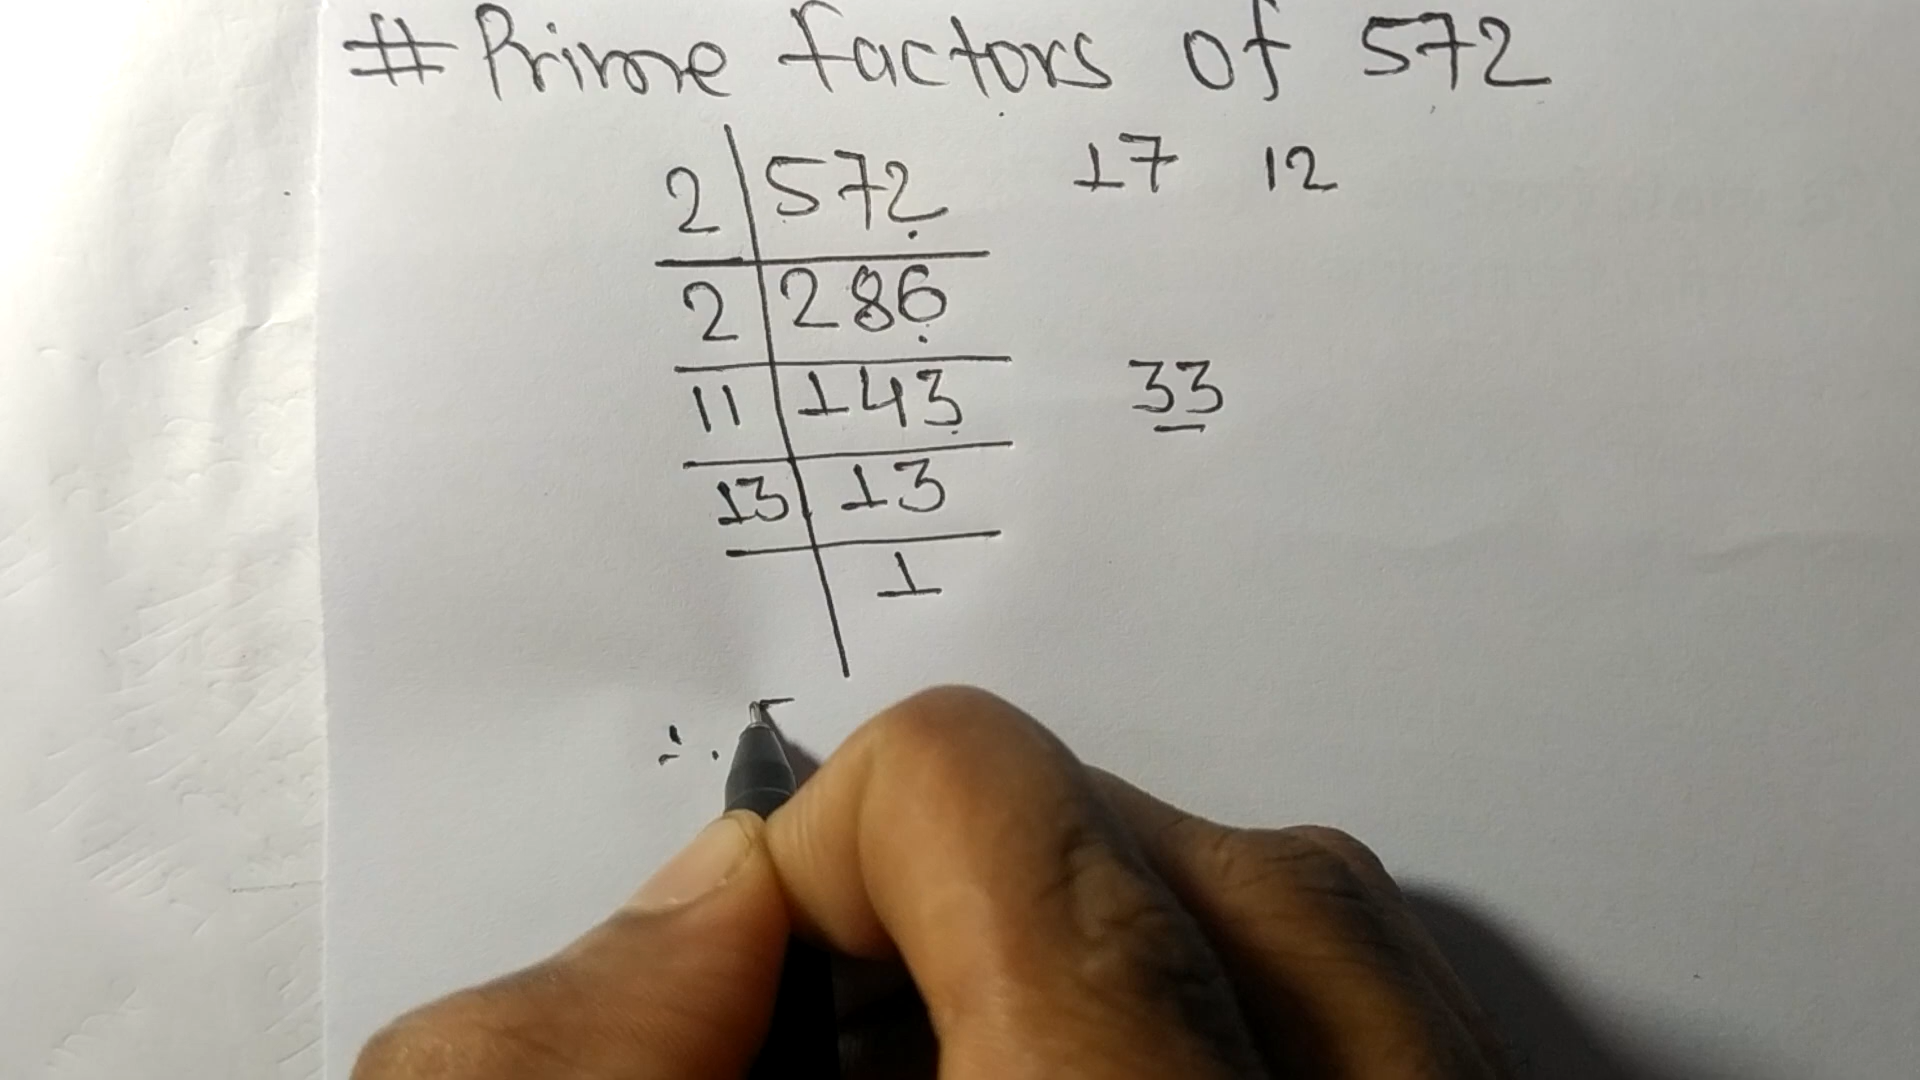 # Prime factors of 572
2 572 17 12
2 286
11 143 33
13 13
1
∴